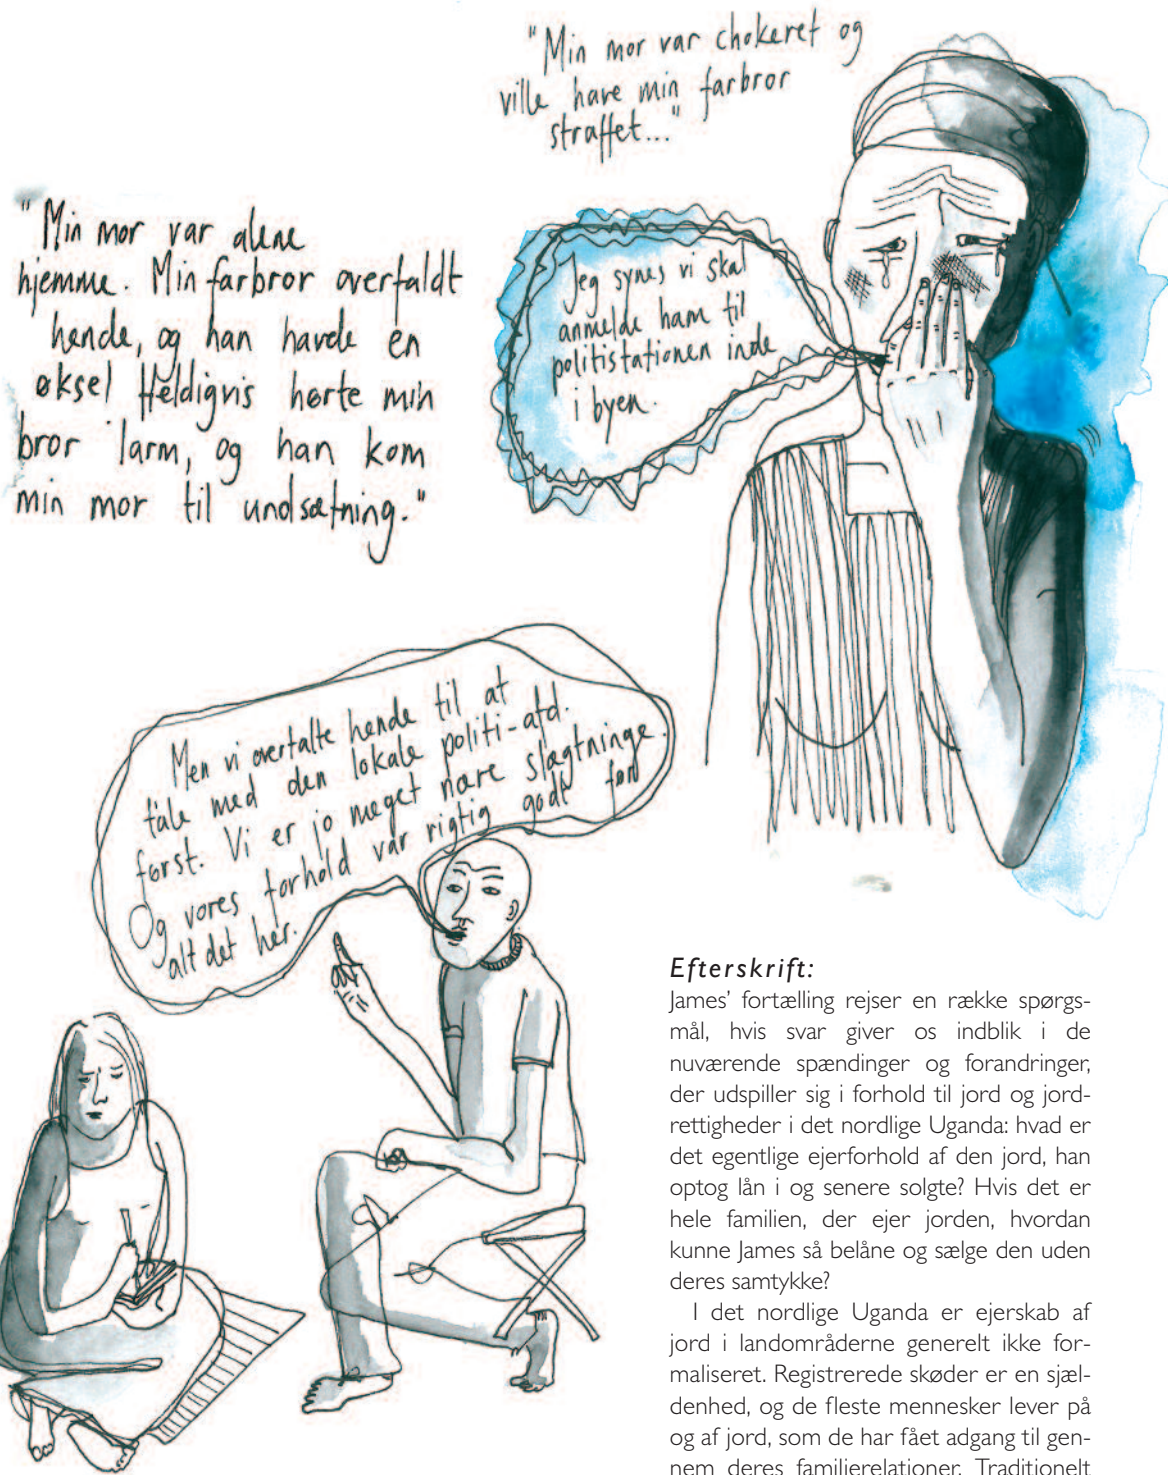 "Min mor var chokeret og
ville have min farbror
straffet..."
"Min mor var alene
hjemme. Min farbror overfaldt
hende, og han havde en
økse! Heldigvis hørte min
bror larm, og han kom
min mor til undsætning."
Jeg synes vi skal
anmelde ham til
politistationen inde
i byen.
Men vi overtalte hende til at
tale med den lokale politi-afd.
først. Vi er jo meget nære slægtninge.
Og vores forhold var rigtig godt før
alt det her.
Efterskrift:
James’ fortælling rejser en række spørgs-
mål, hvis svar giver os indblik i de
nuværende spændinger og forandringer,
der udspiller sig i forhold til jord og jord-
rettigheder i det nordlige Uganda: hvad er
det egentlige ejerforhold af den jord, han
optog lån i og senere solgte? Hvis det er
hele familien, der ejer jorden, hvordan
kunne James så belåne og sælge den uden
deres samtykke?
I det nordlige Uganda er ejerskab af
jord i landområderne generelt ikke for-
maliseret. Registrerede skøder er en sjæl-
denhed, og de fleste mennesker lever på
og af jord, som de har fået adgang til gen-
nem deres familierelationer. Traditionelt